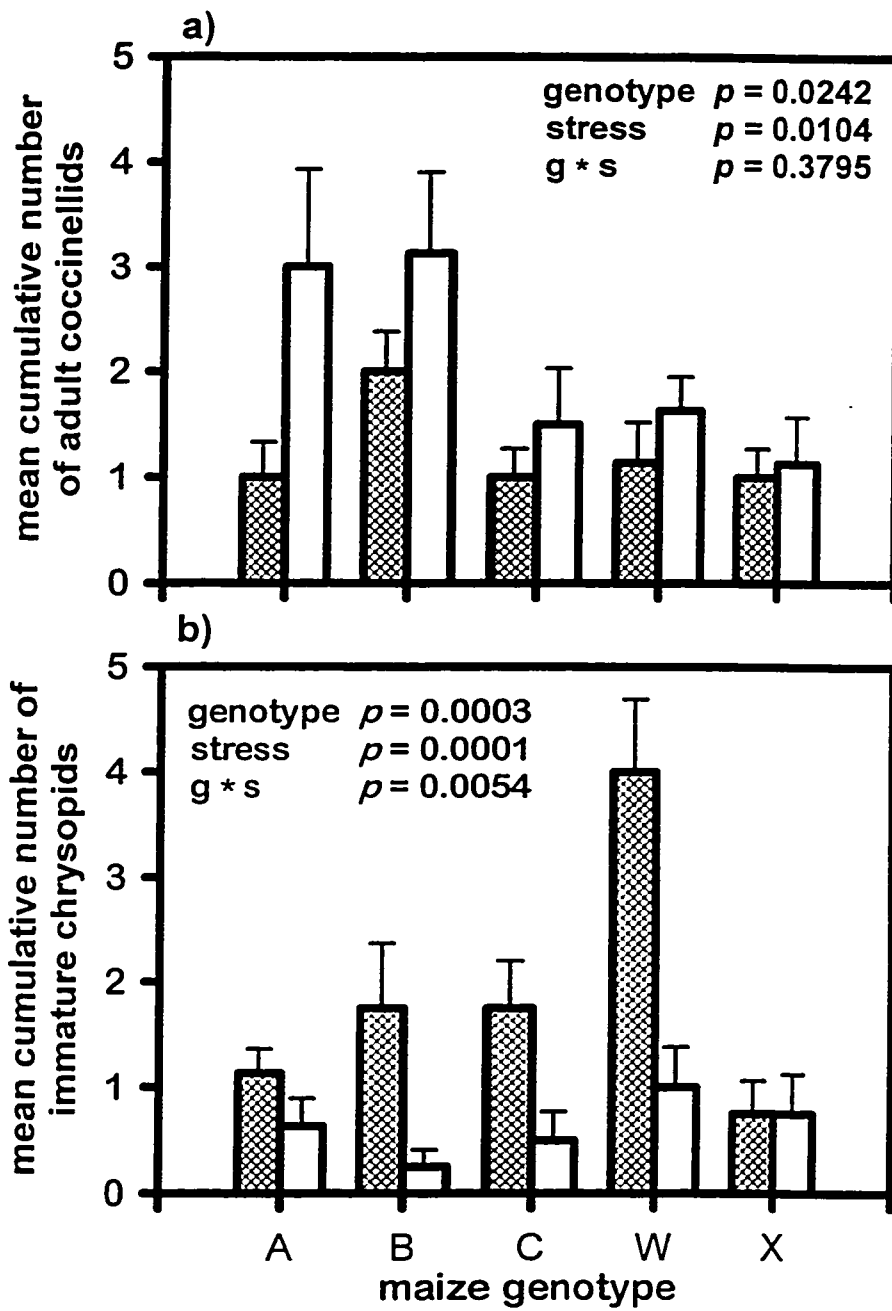 a)
5
4
3
2
1
0
mean cumulative number
of adult coccinellids
genotype p = 0.0242
stress p = 0.0104
g * s p = 0.3795
b)
5
4
3
2
1
0
mean cumulative number of
immature chrysopids
genotype p = 0.0003
stress p = 0.0001
g * s p = 0.0054
A B C W X
maize genotype